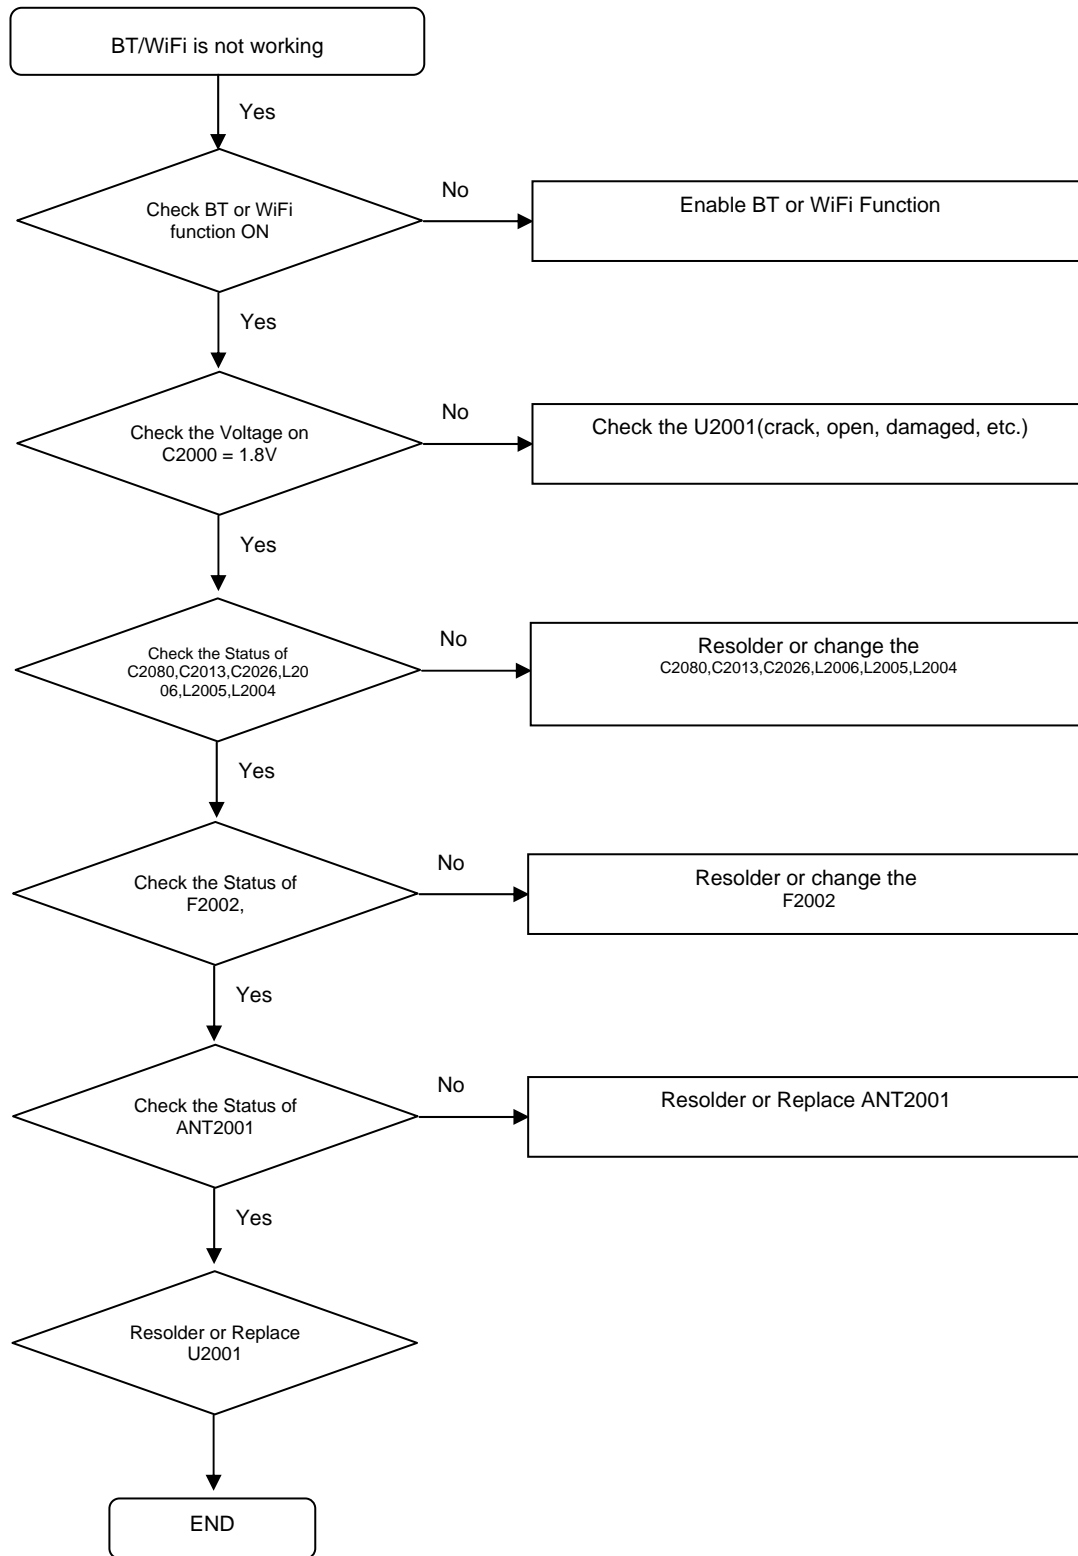 BT/WiFi is not working
Yes
Check BT or WiFi
function ON
No
Enable BT or WiFi Function
Yes
Check the Voltage on
C2000 = 1.8V
No
Check the U2001(crack, open, damaged, etc.)
Yes
Check the Status of
C2080,C2013,C2026,L20
06,L2005,L2004
No
Resolder or change the
C2080,C2013,C2026,L2006,L2005,L2004
Yes
Check the Status of
F2002,
No
Resolder or change the
F2002
Yes
Check the Status of
ANT2001
No
Resolder or Replace ANT2001
Yes
Resolder or Replace
U2001
END